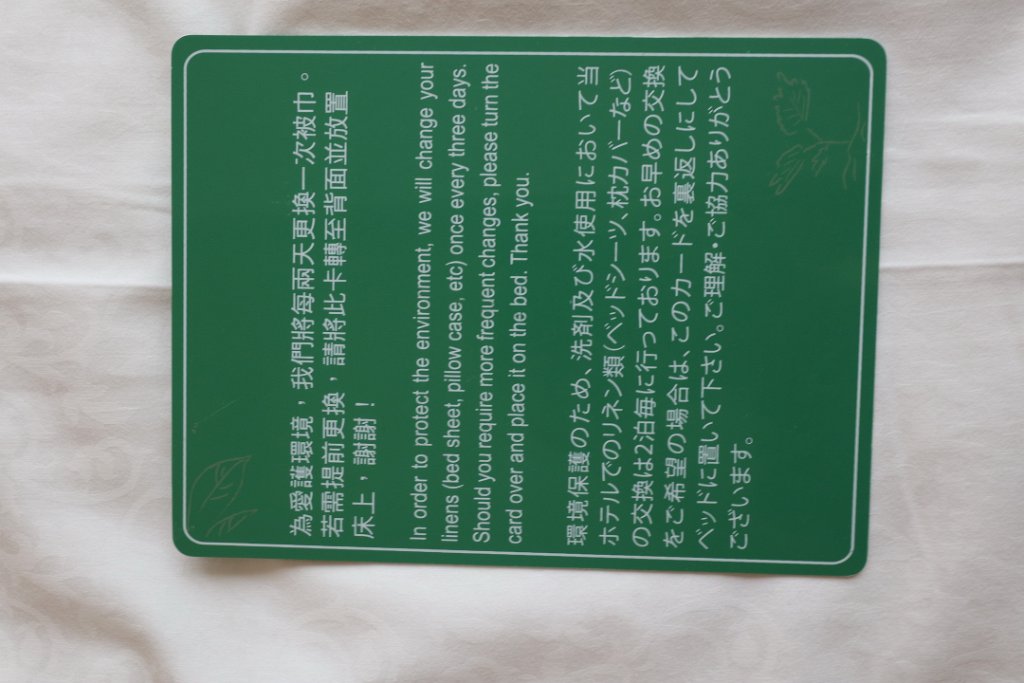 為愛護環境，我們將每兩天更換一次被巾。
若需提前更換，請將此卡轉至背面並放置
床上，謝謝！
In order to protect the environment, we will change your
linens (bed sheet, pillow case, etc) once every three days.
Should you require more frequent changes, please turn the
card over and place it on the bed. Thank you.
環境保護のため、洗剤及び水使用において当
ホテルでのリネン類(ベッドシーツ、枕カバーなど)
の交換は2泊毎に行っております。お早めの交換
をご希望の場合は、このカードを裏返しにして
ベッドに置いて下さい。ご理解・ご協力ありがとう
ございます。